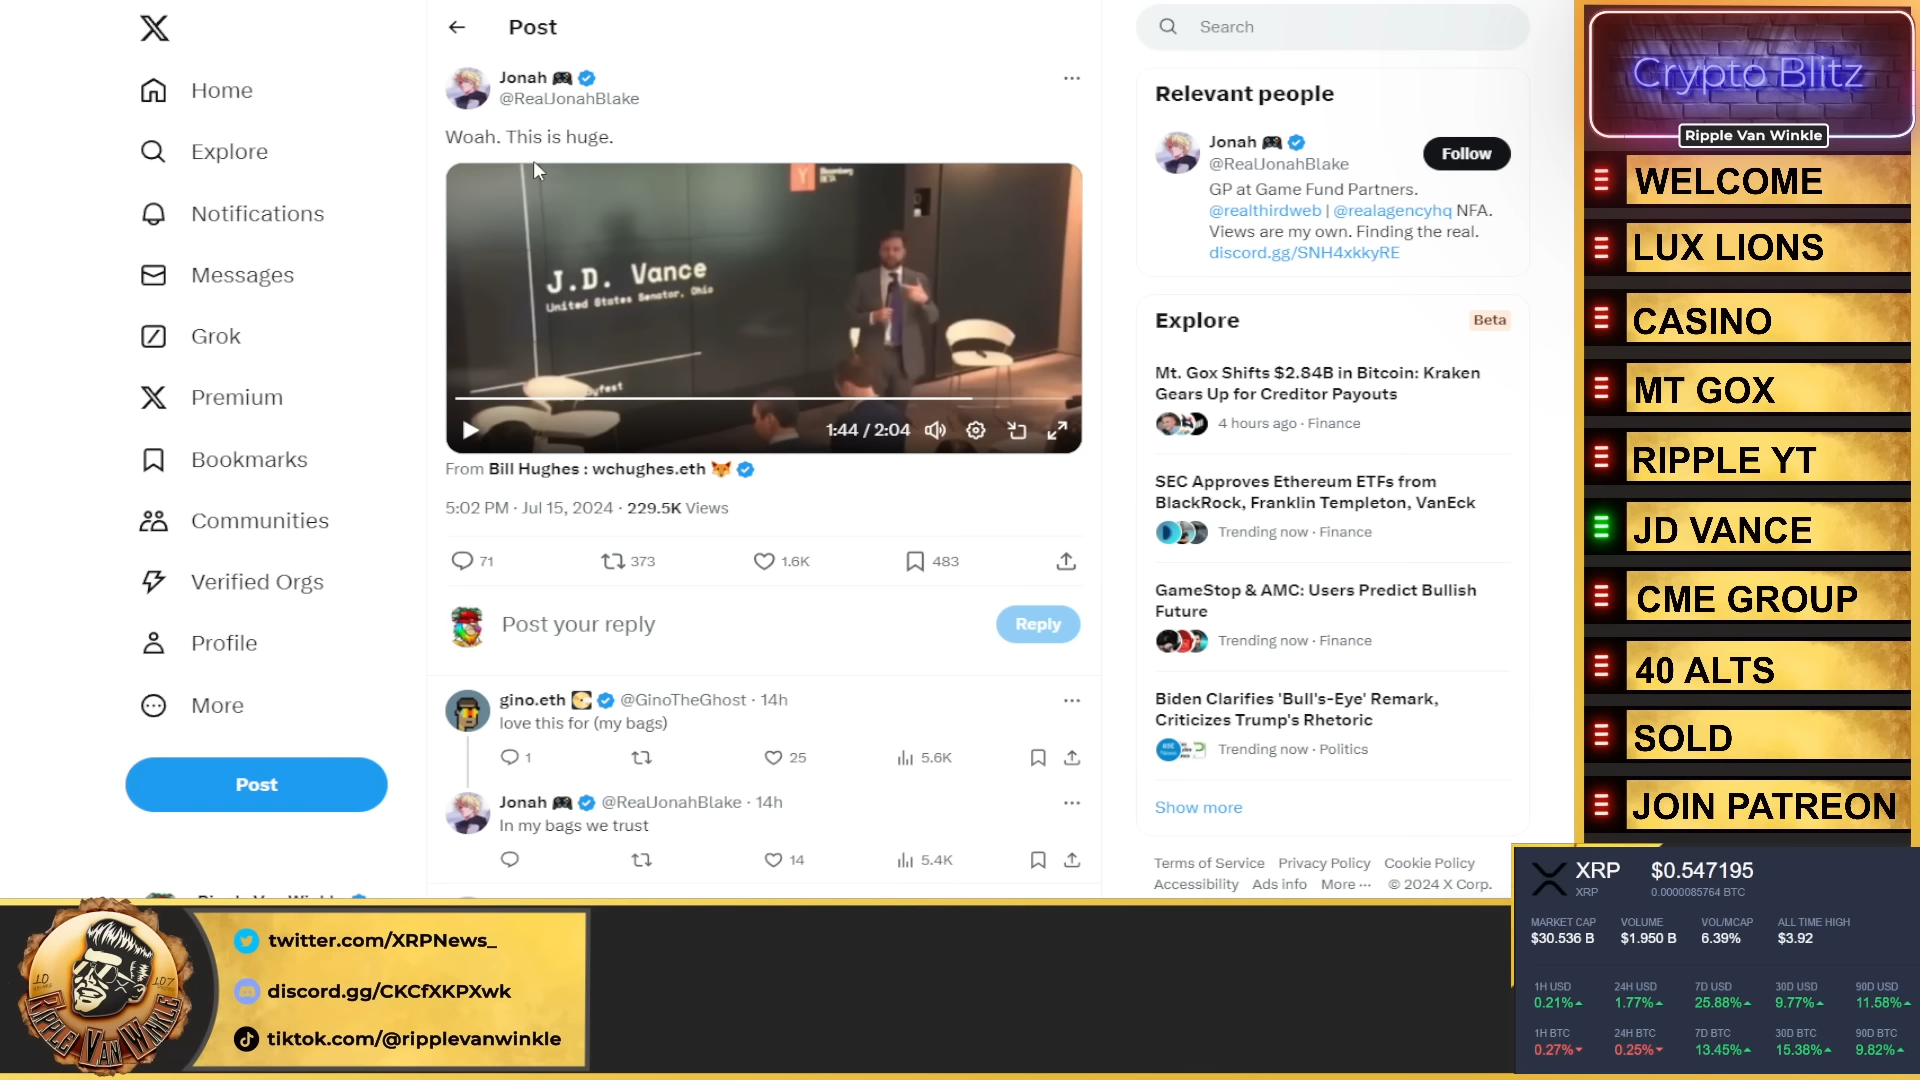 Home
Explore
Notifications
Messages
Grok
Premium
Bookmarks
Communities
Verified Orgs
Profile
More
Post
Post
Jonah
@RealJonahBlake
Woah. This is huge.
J.D. Vance
United States Senator, Ohio
1:44 / 2:04
From Bill Hughes : wchughes.eth
5:02 PM · Jul 15, 2024 · 229.5K Views
71
373
1.6K
483
Post your reply
Reply
gino.eth @GinoTheGhost · 14h
love this for (my bags)
1
25
5.6K
Jonah @RealJonahBlake · 14h
In my bags we trust
14
5.4K
Search
Relevant people
Jonah
@RealJonahBlake
Follow
GP at Game Fund Partners.
@realthirdweb | @realagencyhq NFA.
Views are my own. Finding the real.
discord.gg/SNH4xkkyRE
Explore
Beta
Mt. Gox Shifts $2.84B in Bitcoin: Kraken
Gears Up for Creditor Payouts
4 hours ago · Finance
SEC Approves Ethereum ETFs from
BlackRock, Franklin Templeton, VanEck
Trending now · Finance
GameStop & AMC: Users Predict Bullish
Future
Trending now · Finance
Biden Clarifies 'Bull's-Eye' Remark,
Criticizes Trump's Rhetoric
Trending now · Politics
Show more
Terms of Service Privacy Policy Cookie Policy
Accessibility Ads info More ··· © 2024 X Corp.
Crypto Blitz
Ripple Van Winkle
WELCOME
LUX LIONS
CASINO
MT GOX
RIPPLE YT
JD VANCE
CME GROUP
40 ALTS
SOLD
JOIN PATREON
XRP $0.547195
XRP 0.0000085764 BTC
MARKET CAP VOLUME VOL/MCAP ALL TIME HIGH
$30.536 B $1.950 B 6.39% $3.92
1H USD 24H USD 7D USD 30D USD 90D USD
0.21% 1.77% 25.88% 9.77% 11.58%
1H BTC 24H BTC 7D BTC 30D BTC 90D BTC
0.27% 0.25% 13.45% 15.38% 9.82%
RIPPLE VAN WINKLE
twitter.com/XRPNews_
discord.gg/CKCfXKPXwk
tiktok.com/@ripplevanwinkle